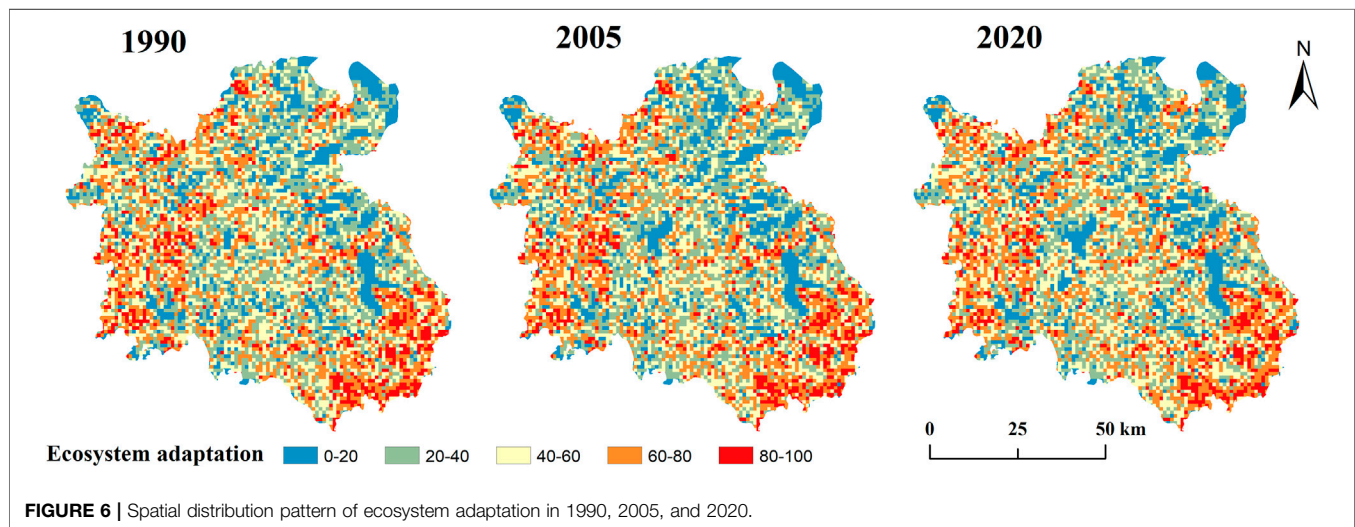 1990
2005
2020
N
0 25 50 km
Ecosystem adaptation 0-20 20-40 40-60 60-80 80-100
FIGURE 6 | Spatial distribution pattern of ecosystem adaptation in 1990, 2005, and 2020.